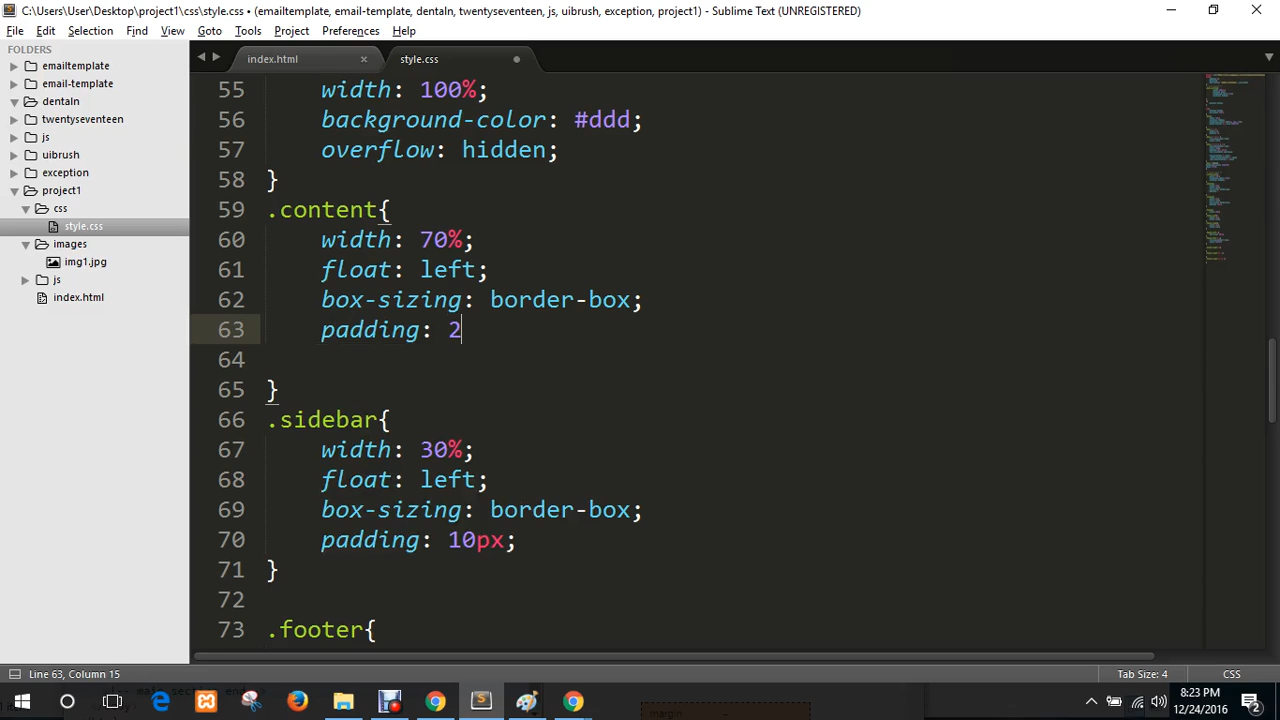 C:\Users\User\Desktop\project1\css\style.css • (emailtemplate, email-template, dentaln, twentyseventeen, js, uibrush, exception, project1) - Sublime Text (UNREGISTERED)
File Edit Selection Find View Goto Tools Project Preferences Help
FOLDERS
emailtemplate
email-template
dentaln
twentyseventeen
js
uibrush
exception
project1
css
style.css
images
img1.jpg
js
index.html
index.html × style.css
55 width: 100%;
56 background-color: #ddd;
57 overflow: hidden;
58 }
59 .content{
60 width: 70%;
61 float: left;
62 box-sizing: border-box;
63 padding: 2
64
65 }
66 .sidebar{
67 width: 30%;
68 float: left;
69 box-sizing: border-box;
70 padding: 10px;
71 }
72
73 .footer{
Line 63, Column 15 Tab Size: 4 CSS
8:23 PM
12/24/2016
2
margin